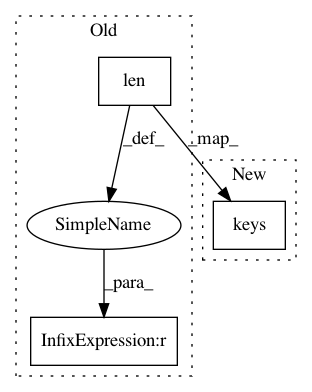 Old
len
_def_
_map_
New
SimpleName
keys
_para_
InfixExpression:r